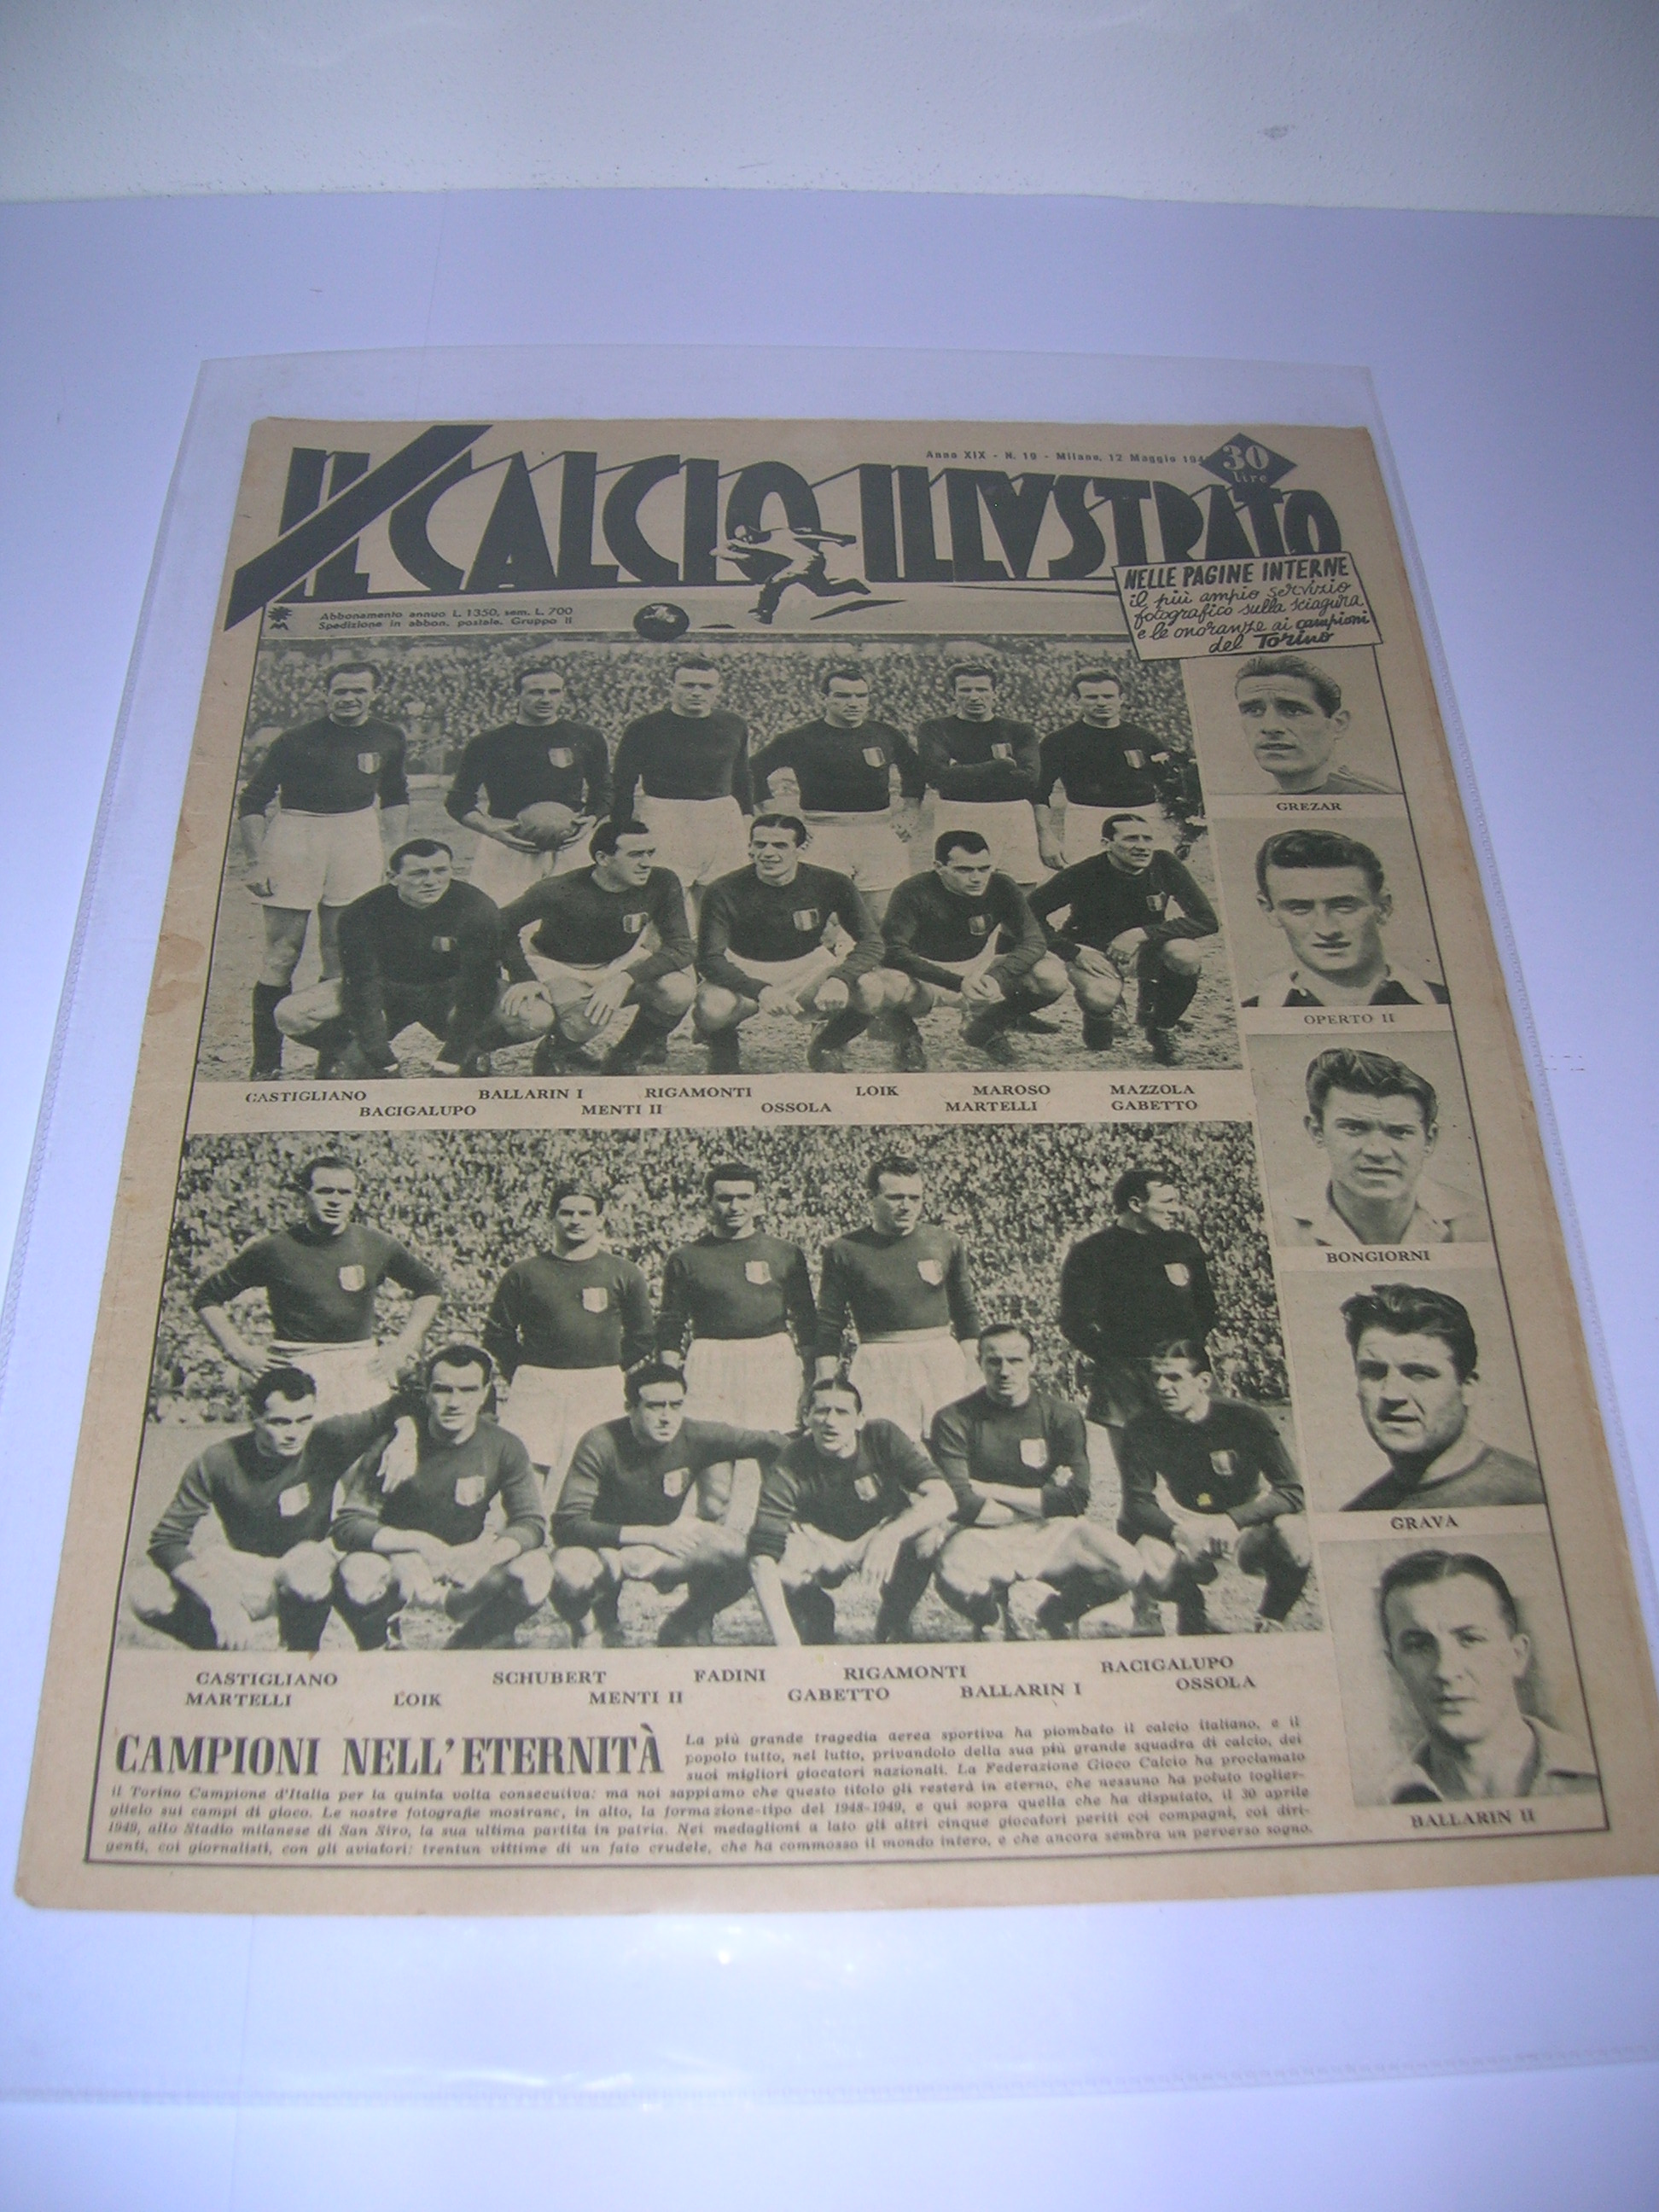 Anno XIX - N. 19 - Milano, 12 Maggio 194
30
lire
IL CALCIO ILLVSTRATO
Abbonamento annuo L. 1350, sem. L. 700
Spedizione in abbon. postale. Gruppo II
NELLE PAGINE INTERNE
il più ampio servizio
fotografico sulla sciagura
e le onoranze ai campioni
del Torino
GREZAR
OPERTO II
BONGIORNI
GRAVA
BALLARIN II
CASTIGLIANO BALLARIN I RIGAMONTI LOIK MAROSO MAZZOLA
BACIGALUPO MENTI II OSSOLA MARTELLI GABETTO
CASTIGLIANO SCHUBERT FADINI RIGAMONTI BACIGALUPO
MARTELLI LOIK MENTI II GABETTO BALLARIN I OSSOLA
CAMPIONI NELL'ETERNITÀ
La più grande tragedia aerea sportiva ha piombato il calcio italiano, e il
popolo tutto, nel lutto, privandolo della sua più grande squadra di calcio, dei
suoi migliori giocatori nazionali. La Federazione Gioco Calcio ha proclamato
il Torino Campione d'Italia per la quinta volta consecutiva: ma noi sappiamo che questo titolo gli resterà in eterno, che nessuno ha potuto toglier-
glielo sui campi di gioco. Le nostre fotografie mostrano, in alto, la formazione-tipo del 1948-1949, e qui sopra quella che ha disputato, il 30 aprile
1949, allo Stadio milanese di San Siro, la sua ultima partita in patria. Nei medaglioni a lato gli altri cinque giocatori periti coi compagni, coi diri-
genti, coi giornalisti, con gli aviatori: trentun vittime di un fato crudele, che ha commosso il mondo intero, e che ancora sembra un perverso sogno.